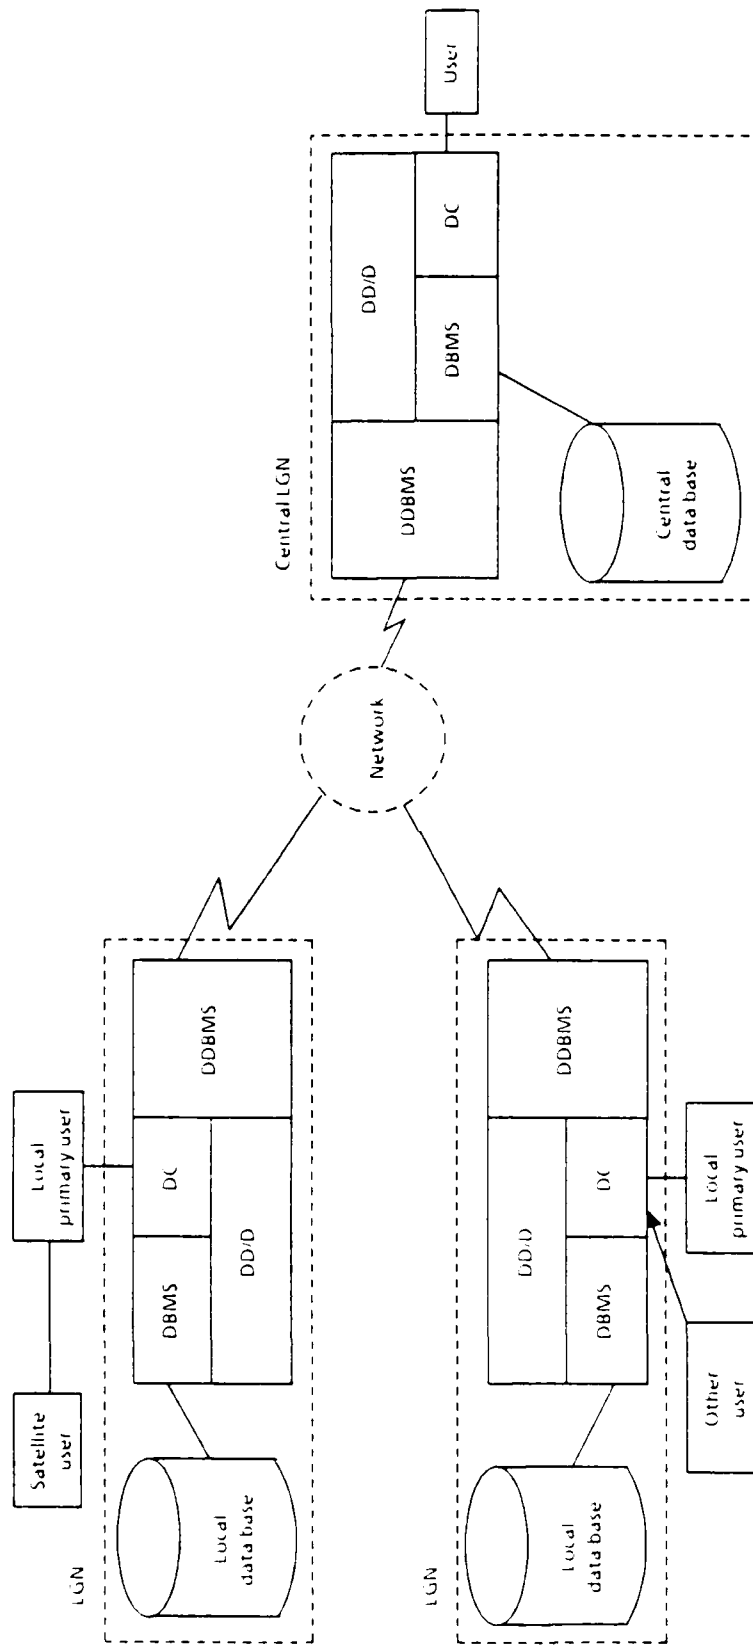 Satellite
user
Local
primary user
LGN
Local
data base
DBMS
DC
DD/D
DDBMS
Network
Central LGN
DDBMS
DD/D
DBMS
DC
User
Central
data base
LGN
Local
data base
DD/D
DBMS
DC
DDBMS
Other
user
Local
primary user